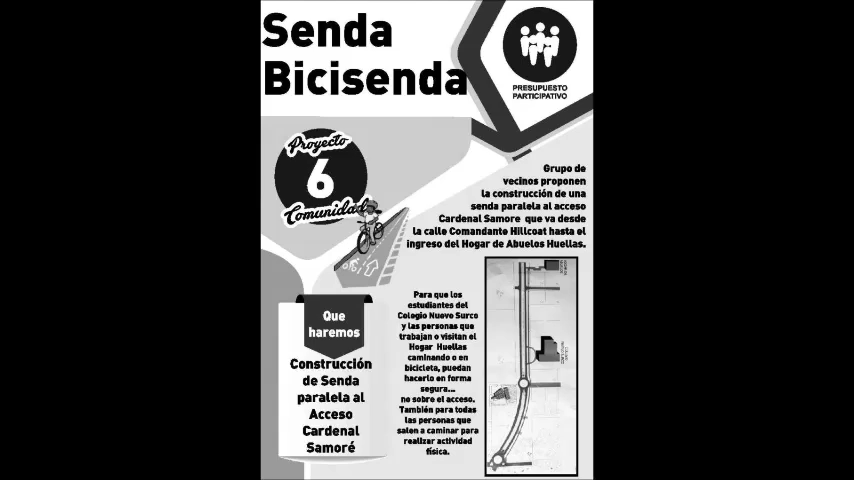 Senda
Bicisenda
PRESUPUESTO
PARTICIPATIVO
Proyecto
6
Comunidad
Grupo de
vecinos proponen
la construcción de una
senda paralela al acceso
Cardenal Samore que va desde
la calle Comandante Hillcoat hasta el
ingreso del Hogar de Abuelos Huellas.
Que
haremos
Construcción
de Senda
paralela al
Acceso
Cardenal
Samoré
Para que los
estudiantes del
Colegio Nuevo Surco
y las personas que
trabajan o visitan el
Hogar Huellas
caminando o en
bicicleta, puedan
hacerlo en forma
segura...
no sobre el acceso.
También para todas
las personas que
salen a caminar para
realizar actividad
física.